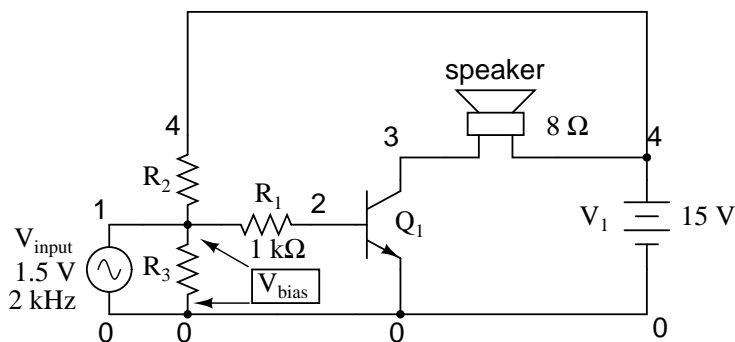 speaker
8 Ω
4
3
4
R2
R1
1
2
Q1
V1
15 V
Vinput
1.5 V
2 kHz
R3
1 kΩ
Vbias
0
0
0
0